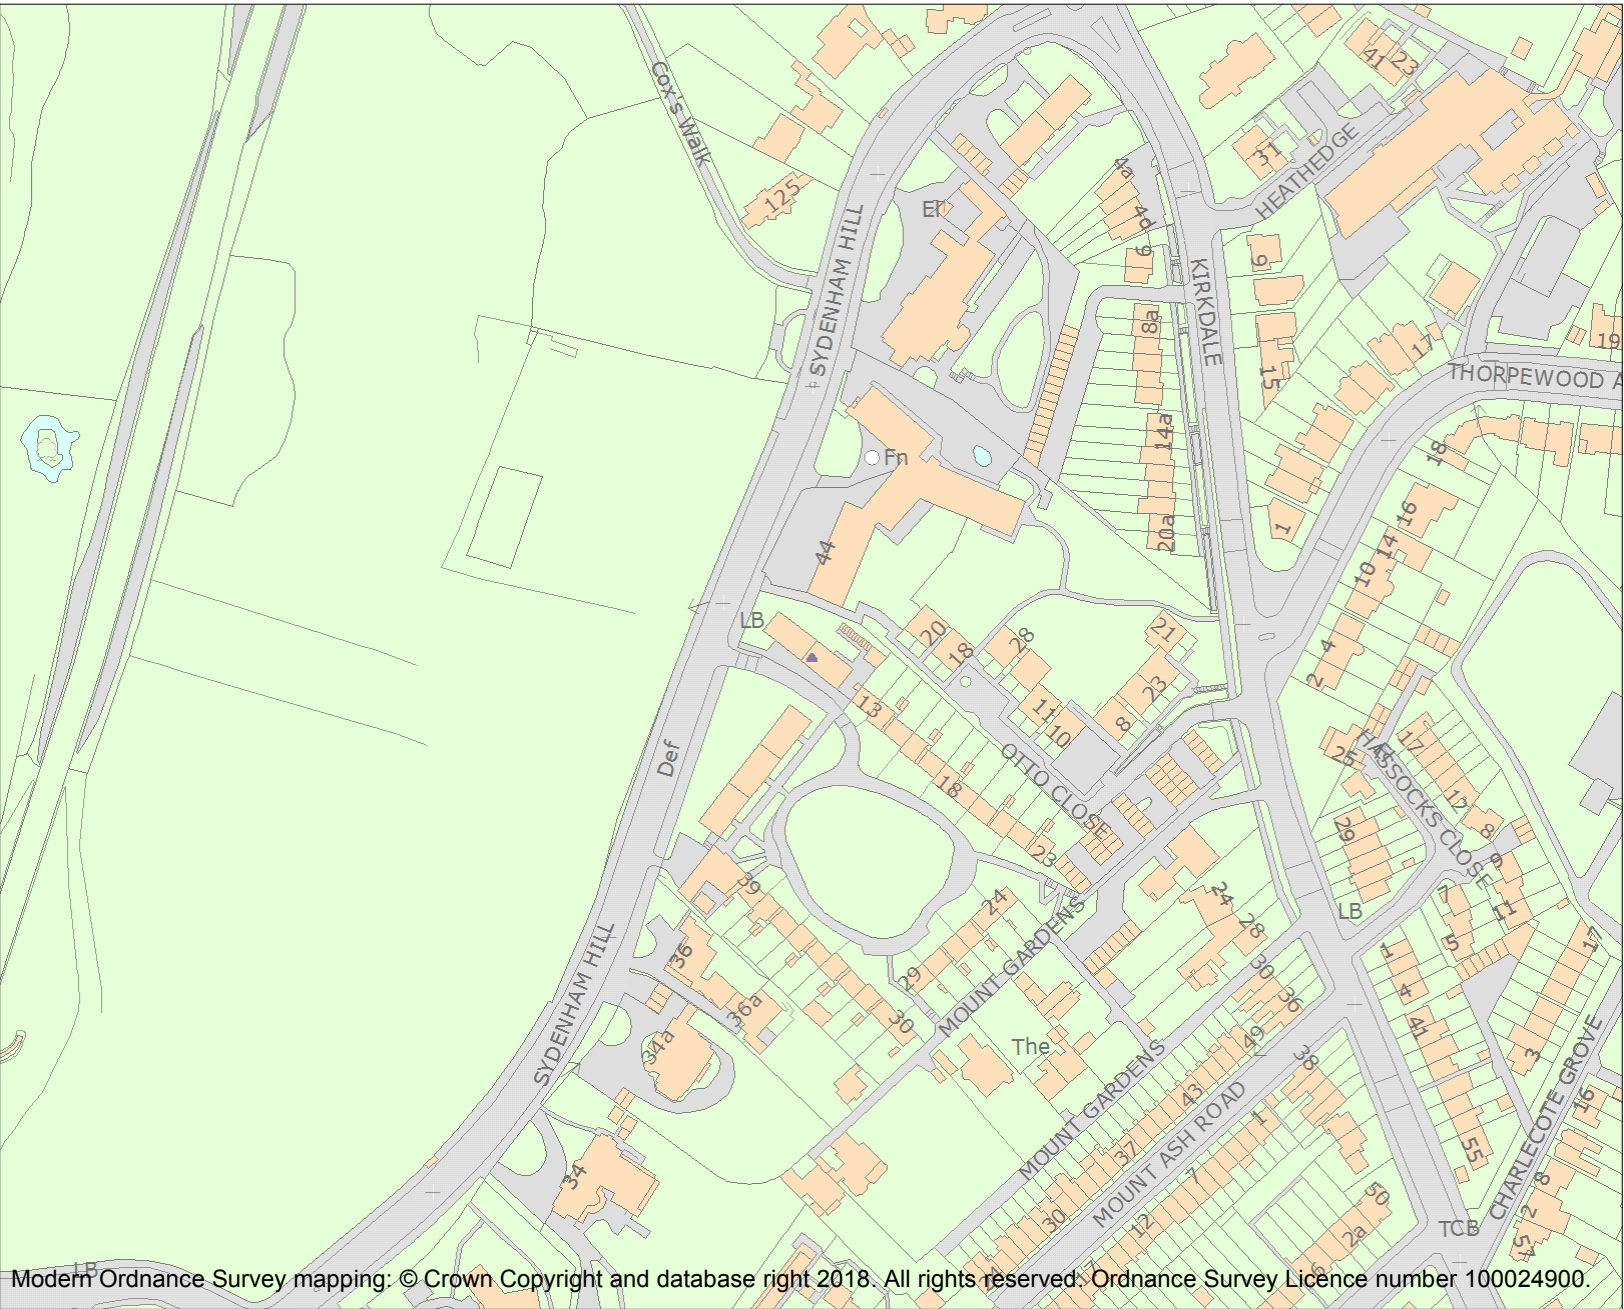 Cox's Walk
41
23
31
HEATHEDGE
125
4a
4d
6
El
SYDENHAM HILL
KIRKDALE
9
8a
17
19
15
THORPEWOOD A
14a
18
Fn
16
1
20a
14
44
10
LB
20
18
28
21
4
2
13
23
11
10
8
Def
OTTO CLOSE
25
17
HASSOCKS CLOSE
18
12
8
29
23
39
9
24
24
28
7
11
LB
5
17
36
29
MOUNT GARDENS
30
36
1
4
36a
30
SYDENHAM HILL
34a
The
49
38
41
3
MOUNT GARDENS
43
1
CHARLECOTE GROVE
16
37
MOUNT ASH ROAD
55
34
7
8
50
30
12
2a
2
TCB
57
LB
6
Modern Ordnance Survey mapping: © Crown Copyright and database right 2018. All rights reserved. Ordnance Survey Licence number 100024900.